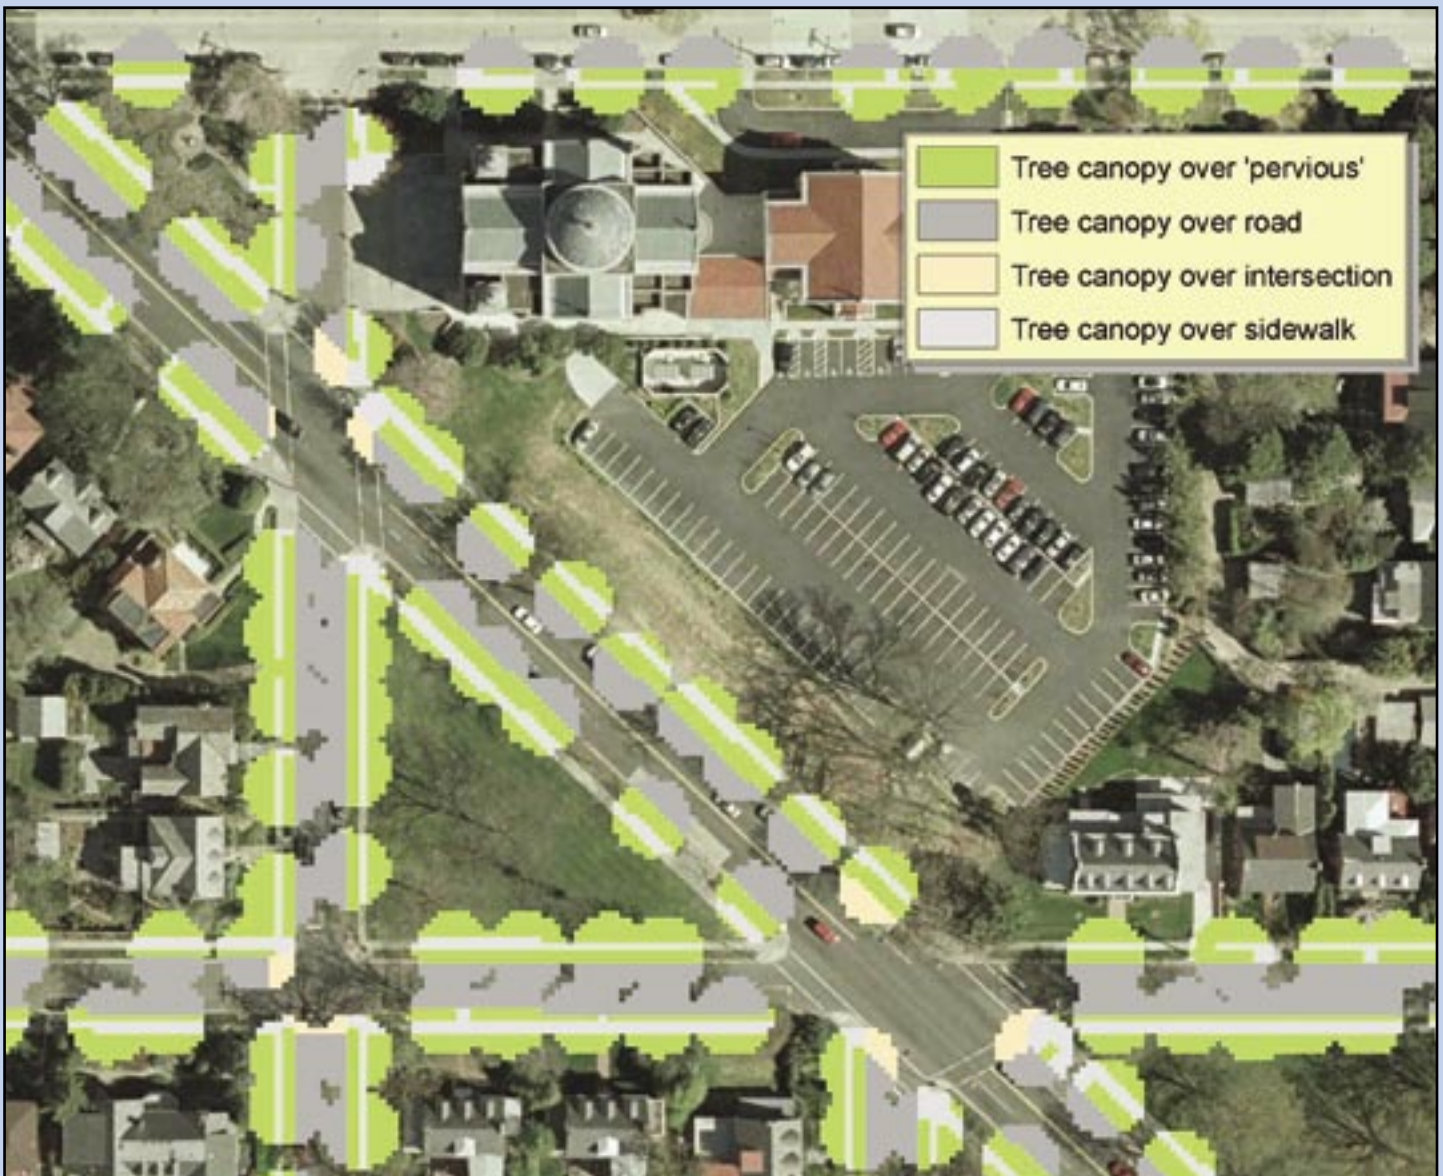 Tree canopy over 'pervious'
Tree canopy over road
Tree canopy over intersection
Tree canopy over sidewalk